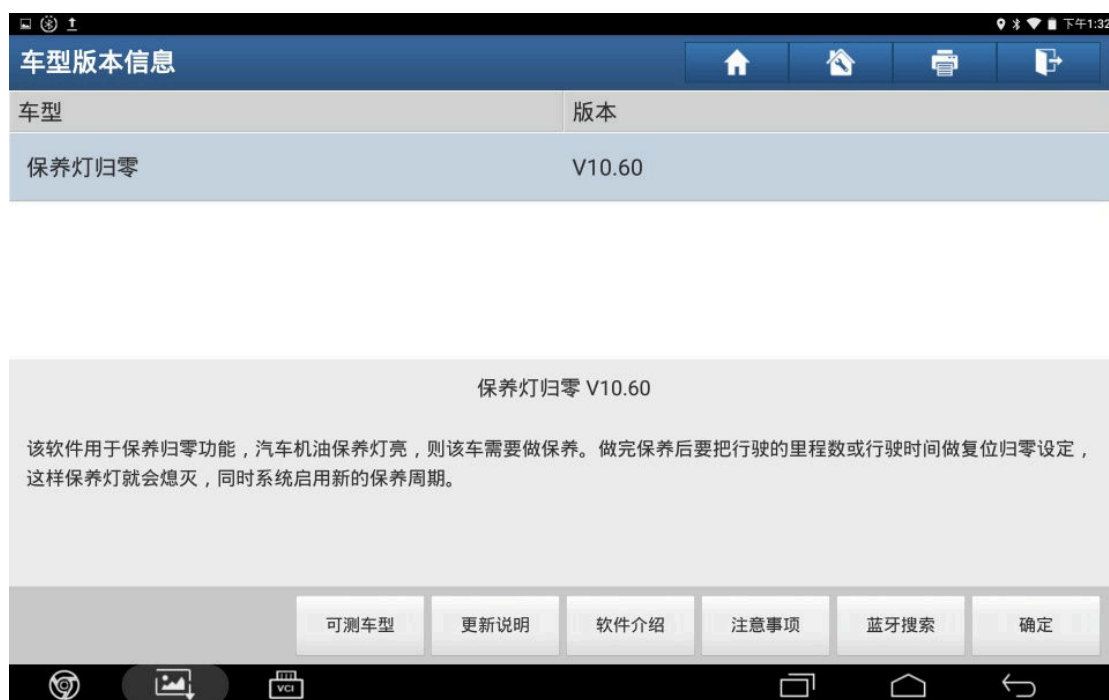 下午1:32
车型版本信息
车型 版本
保养灯归零 V10.60
保养灯归零 V10.60
该软件用于保养归零功能，汽车机油保养灯亮，则该车需要做保养。做完保养后要把行驶的里程数或行驶时间做复位归零设定，
这样保养灯就会熄灭，同时系统启用新的保养周期。
可测车型 更新说明 软件介绍 注意事项 蓝牙搜索 确定
VCI